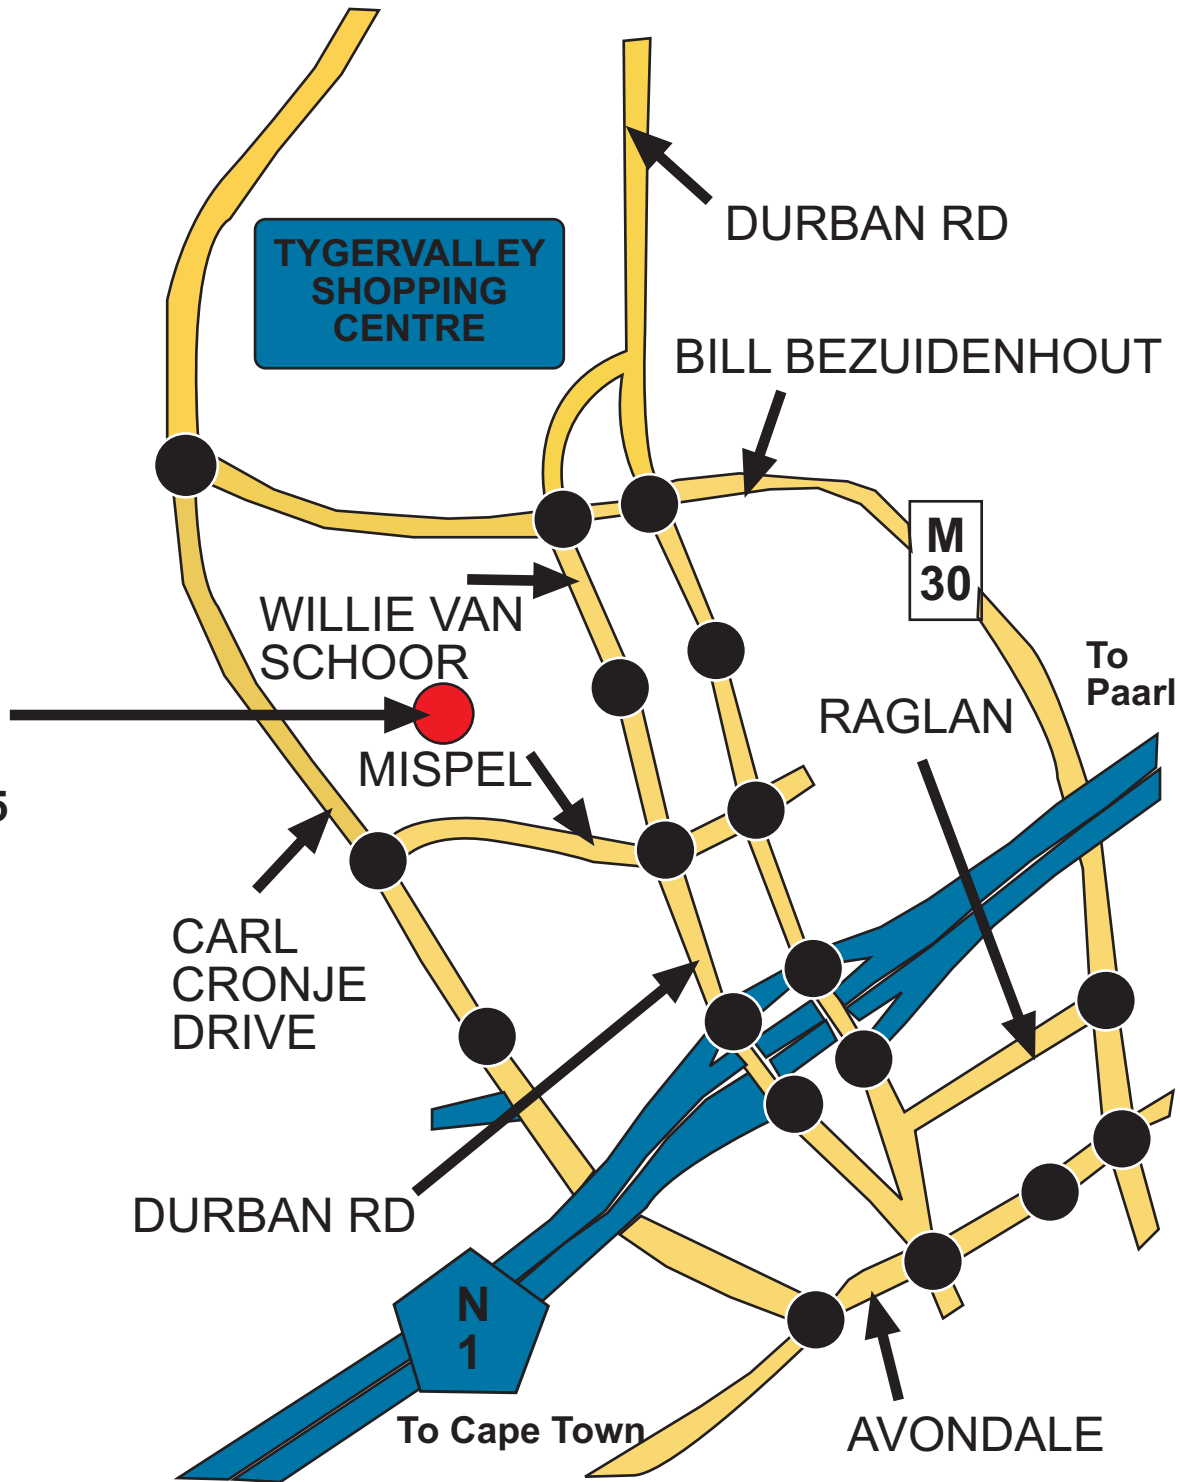 DURBAN RD
TYGERVALLEY
SHOPPING
CENTRE
BILL BEZUIDENHOUT
M
30
WILLIE VAN
SCHOOR
To
Paarl
RAGLAN
MISPEL
5
CARL
CRONJE
DRIVE
DURBAN RD
N
1
To Cape Town
AVONDALE